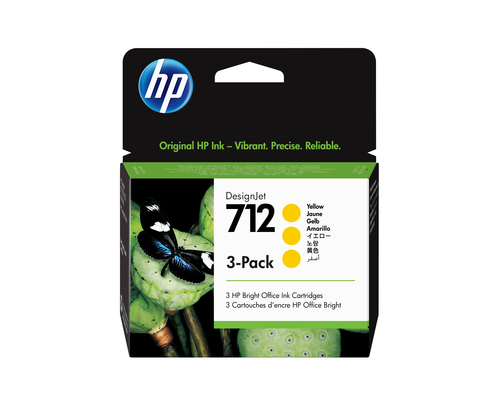 hp
Original HP Ink – Vibrant. Precise. Reliable.
DesignJet
712
3-Pack
Yellow
Jaune
Gelb
Amarillo
イエロー
노랑
黄色
أصفر
3 HP Bright Office Ink Cartridges
3 Cartouches d'encre HP Office Bright